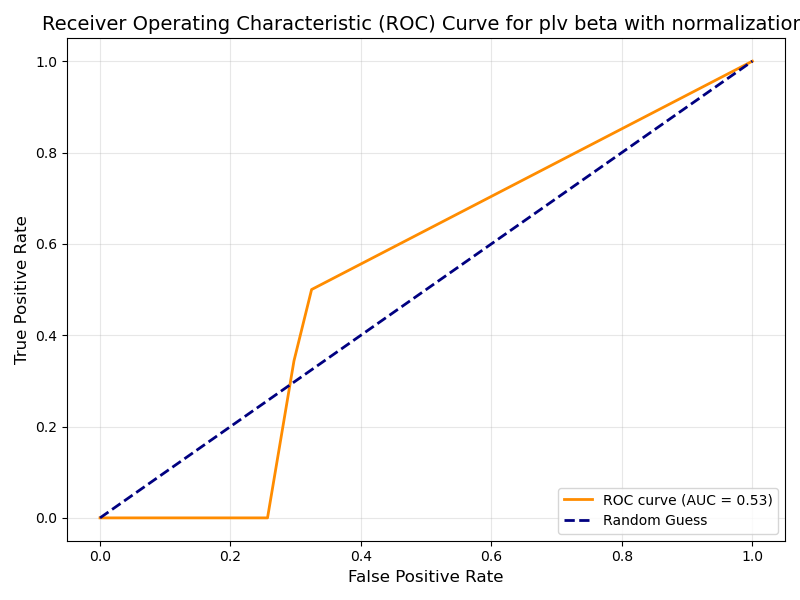 Receiver Operating Characteristic (ROC) Curve for plv beta with normalization
True Positive Rate
1.0
0.8
0.6
0.4
0.2
0.0
0.0 0.2 0.4 0.6 0.8 1.0
False Positive Rate
ROC curve (AUC = 0.53)
Random Guess